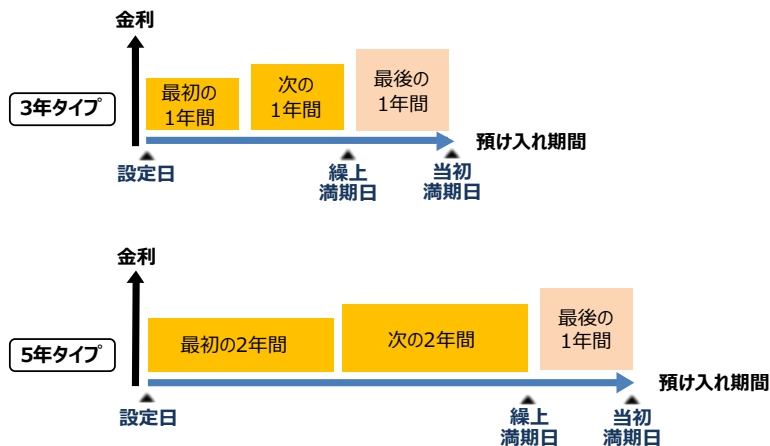 金利
3年タイプ
最初の
1年間
次の
1年間
最後の
1年間
預け入れ期間
設定日
繰上
満期日
当初
満期日
金利
5年タイプ
最初の2年間
次の2年間
最後の
1年間
預け入れ期間
設定日
繰上
満期日
当初
満期日